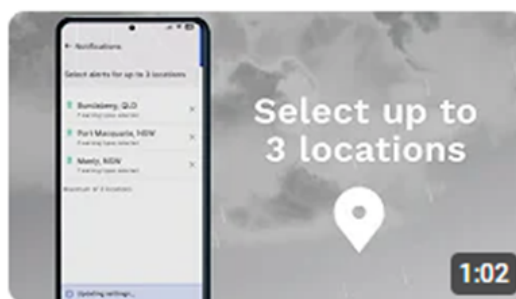 ← Notifications
Select alerts for up to 3 locations
Bundaberg, QLD
Port Macquarie, NSW
Manly, NSW
Maximum of 3 locations
Updating settings...
Select up to
3 locations
1:02